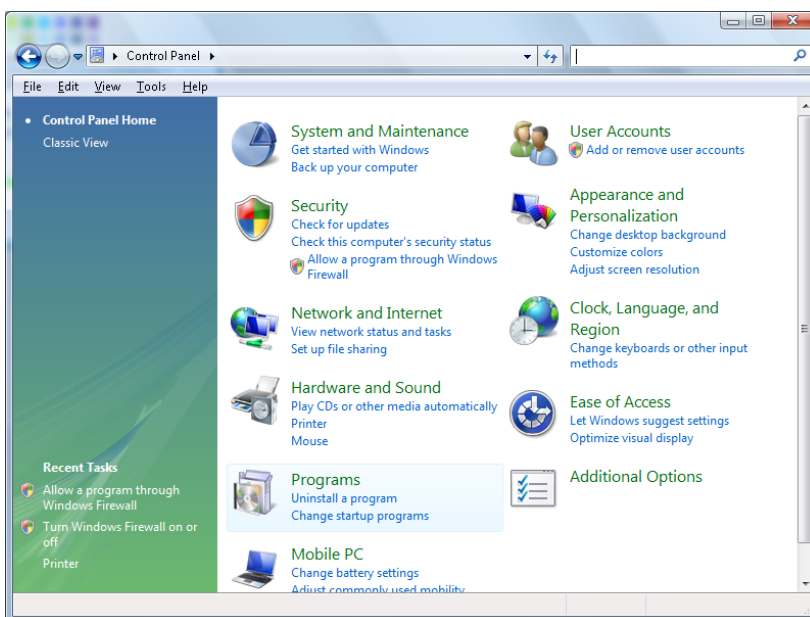 Control Panel
File Edit View Tools Help
Control Panel Home
Classic View
System and Maintenance
Get started with Windows
Back up your computer
Security
Check for updates
Check this computer's security status
Allow a program through Windows
Firewall
Network and Internet
View network status and tasks
Set up file sharing
Hardware and Sound
Play CDs or other media automatically
Printer
Mouse
Programs
Uninstall a program
Change startup programs
Mobile PC
Change battery settings
Adjust commonly used mobility
User Accounts
Add or remove user accounts
Appearance and
Personalization
Change desktop background
Customize colors
Adjust screen resolution
Clock, Language, and
Region
Change keyboards or other input
methods
Ease of Access
Let Windows suggest settings
Optimize visual display
Additional Options
Recent Tasks
Allow a program through
Windows Firewall
Turn Windows Firewall on or
off
Printer